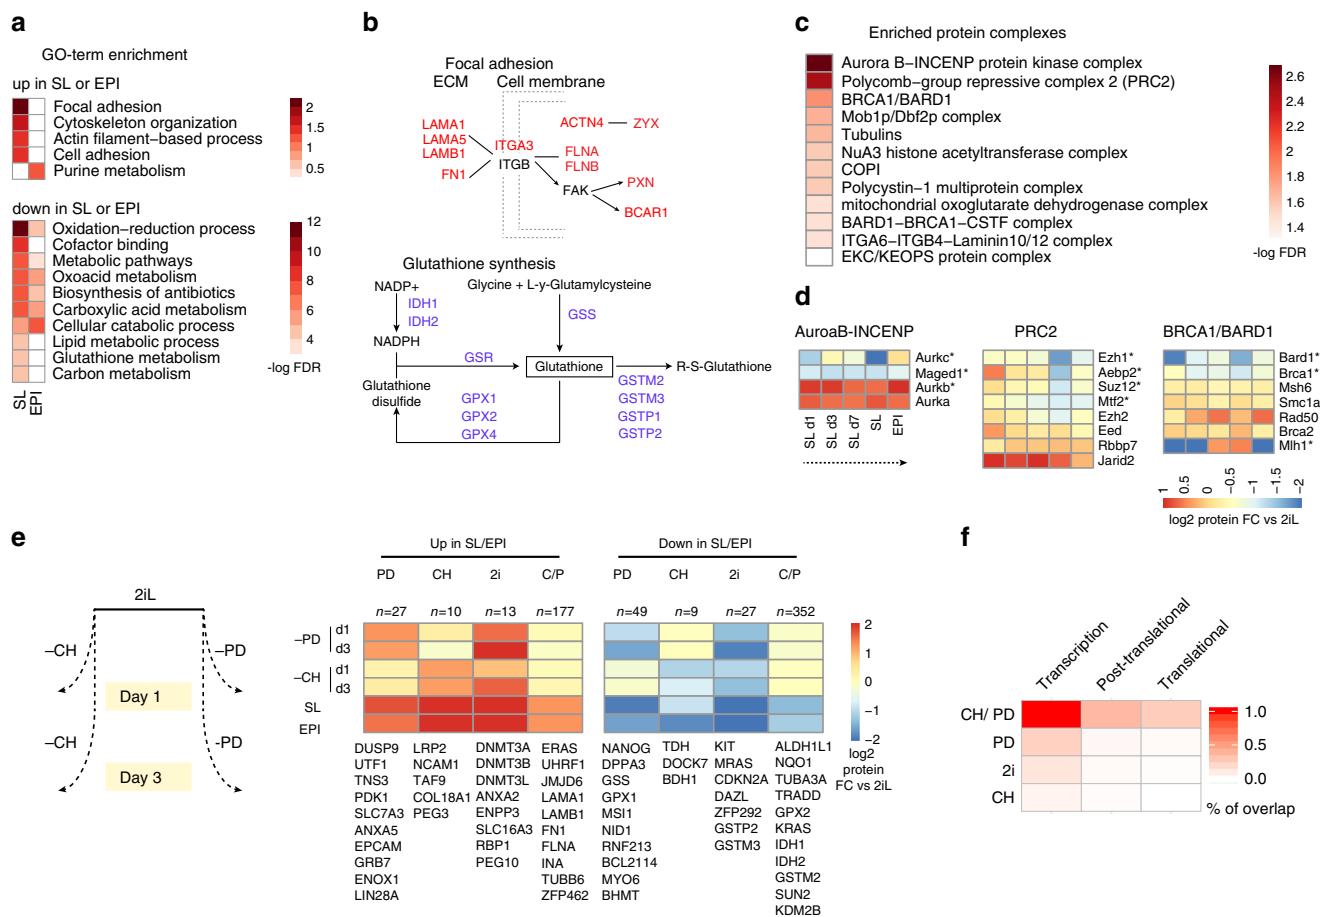 a
GO-term enrichment
up in SL or EPI
Focal adhesion
Cytoskeleton organization
Actin filament-based process
Cell adhesion
Purine metabolism
2
1.5
1
0.5
down in SL or EPI
Oxidation-reduction process
Cofactor binding
Metabolic pathways
Oxoacid metabolism
Biosynthesis of antibiotics
Carboxylic acid metabolism
Cellular catabolic process
Lipid metabolic process
Glutathione metabolism
Carbon metabolism
12
10
8
6
4
-log FDR
SL
EPI
b
Focal adhesion
ECM Cell membrane
LAMA1
LAMA5
LAMB1
FN1
ITGA3
ITGB
ACTN4
ZYX
FLNA
FLNB
FAK
PXN
BCAR1
Glutathione synthesis
NADP+
Glycine + L-y-Glutamylcysteine
IDH1
IDH2
GSS
NADPH
GSR
Glutathione
R-S-Glutathione
Glutathione
disulfide
GPX1
GPX2
GPX4
GSTM2
GSTM3
GSTP1
GSTP2
c
Enriched protein complexes
Aurora B-INCENP protein kinase complex
Polycomb-group repressive complex 2 (PRC2)
BRCA1/BARD1
Mob1p/Dbf2p complex
Tubulins
NuA3 histone acetyltransferase complex
COPI
Polycystin-1 multiprotein complex
mitochondrial oxoglutarate dehydrogenase complex
BARD1-BRCA1-CSTF complex
ITGA6-ITGB4-Laminin10/12 complex
EKC/KEOPS protein complex
2.6
2.4
2.2
2
1.8
1.6
1.4
-log FDR
d
AuroaB-INCENP
Aurkc*
Maged1*
Aurkb*
Aurka
SL d1
SL d3
SL d7
SL
EPI
PRC2
Ezh1*
Aebp2*
Suz12*
Mtf2*
Ezh2
Eed
Rbbp7
Jarid2
BRCA1/BARD1
Bard1*
Brca1*
Msh6
Smc1a
Rad50
Brca2
Mlh1*
1
0.5
0
-0.5
-1
-1.5
-2
log2 protein FC vs 2iL
e
2iL
–CH
–PD
Day 1
–CH
-PD
Day 3
Up in SL/EPI
Down in SL/EPI
PD CH 2i C/P
PD CH 2i C/P
n=27 n=10 n=13 n=177
n=49 n=9 n=27 n=352
–PD
d1
d3
–CH
d1
d3
SL
EPI
2
1
0
−1
−2
log2
protein
FC vs 2iL
DUSP9
UTF1
TNS3
PDK1
SLC7A3
ANXA5
EPCAM
GRB7
ENOX1
LIN28A
LRP2
NCAM1
TAF9
COL18A1
PEG3
DNMT3A
DNMT3B
DNMT3L
ANXA2
ENPP3
SLC16A3
RBP1
PEG10
ERAS
UHRF1
JMJD6
LAMA1
LAMB1
FN1
FLNA
INA
TUBB6
ZFP462
NANOG
DPPA3
GSS
GPX1
MSI1
NID1
RNF213
BCL2114
MYO6
BHMT
TDH
DOCK7
BDH1
KIT
MRAS
CDKN2A
DAZL
ZFP292
GSTP2
GSTM3
ALDH1L1
NQO1
TUBA3A
TRADD
GPX2
KRAS
IDH1
IDH2
GSTM2
SUN2
KDM2B
f
Transcription
Post-translational
Translational
CH/ PD
PD
2i
CH
1.0
0.5
0.0
% of overlap